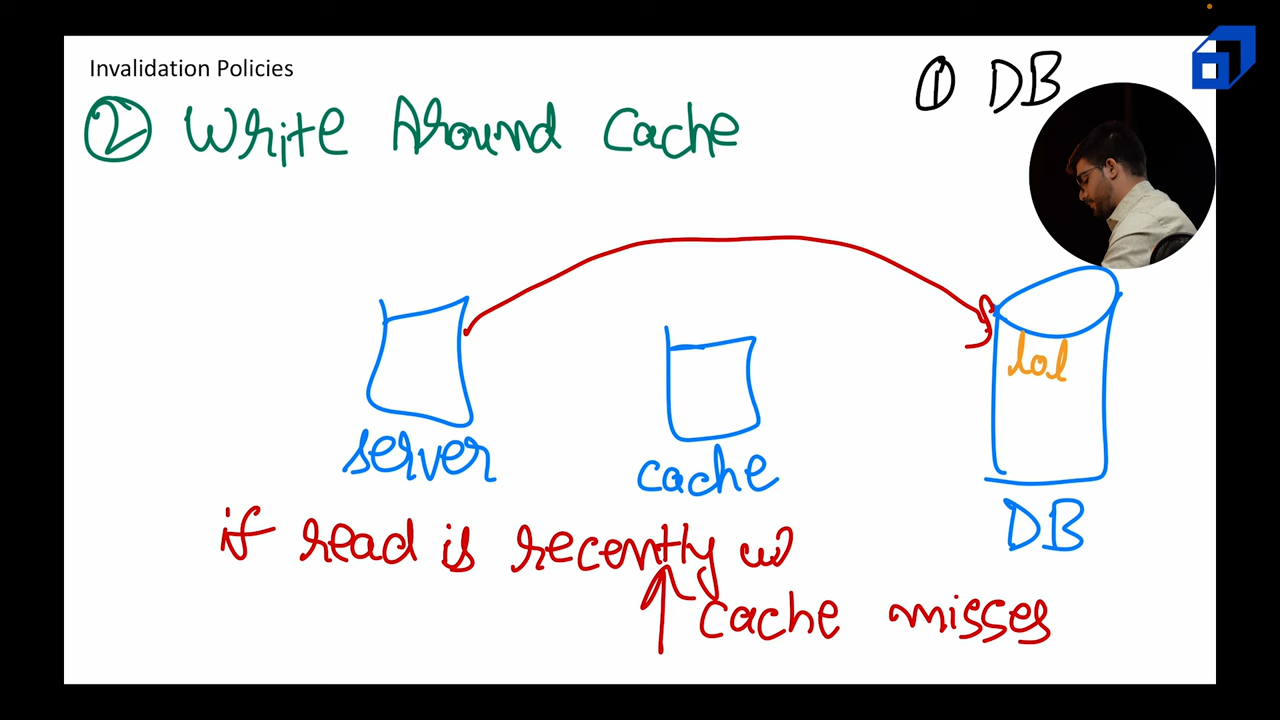 Invalidation Policies
① DB
② Write Around Cache
lol
server
cache
DB
if read is recently w
↑ cache misses